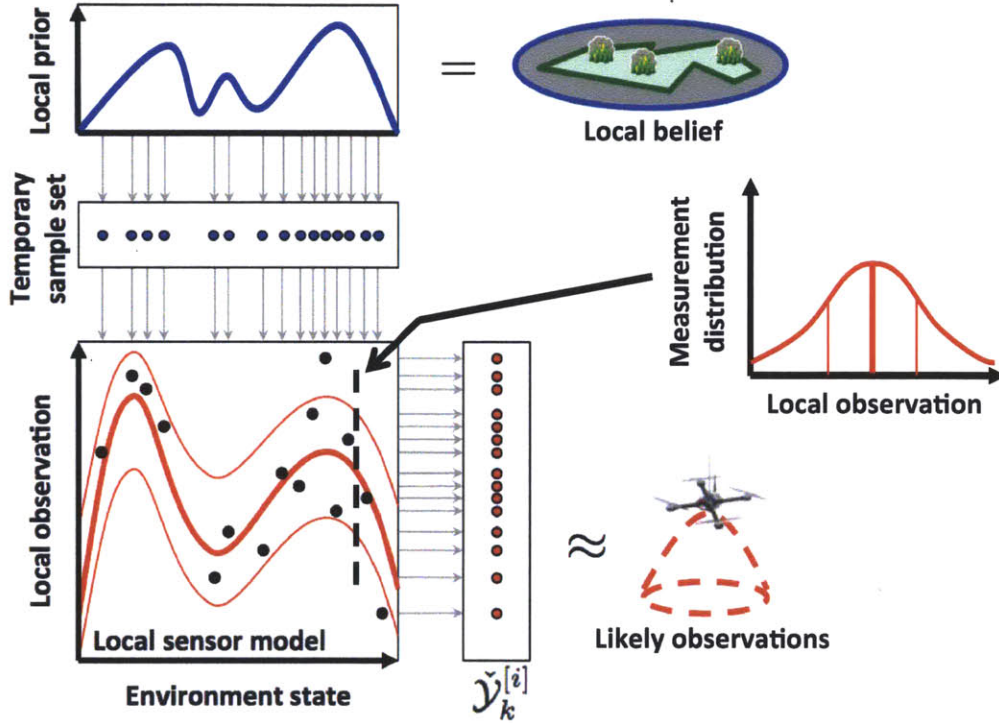 Local prior
=
Local belief
Temporary
sample set
Measurement
distribution
Local observation
Local observation
Local sensor model
Environment state
≈
Likely observations
𝒴̌ₖ^[i]